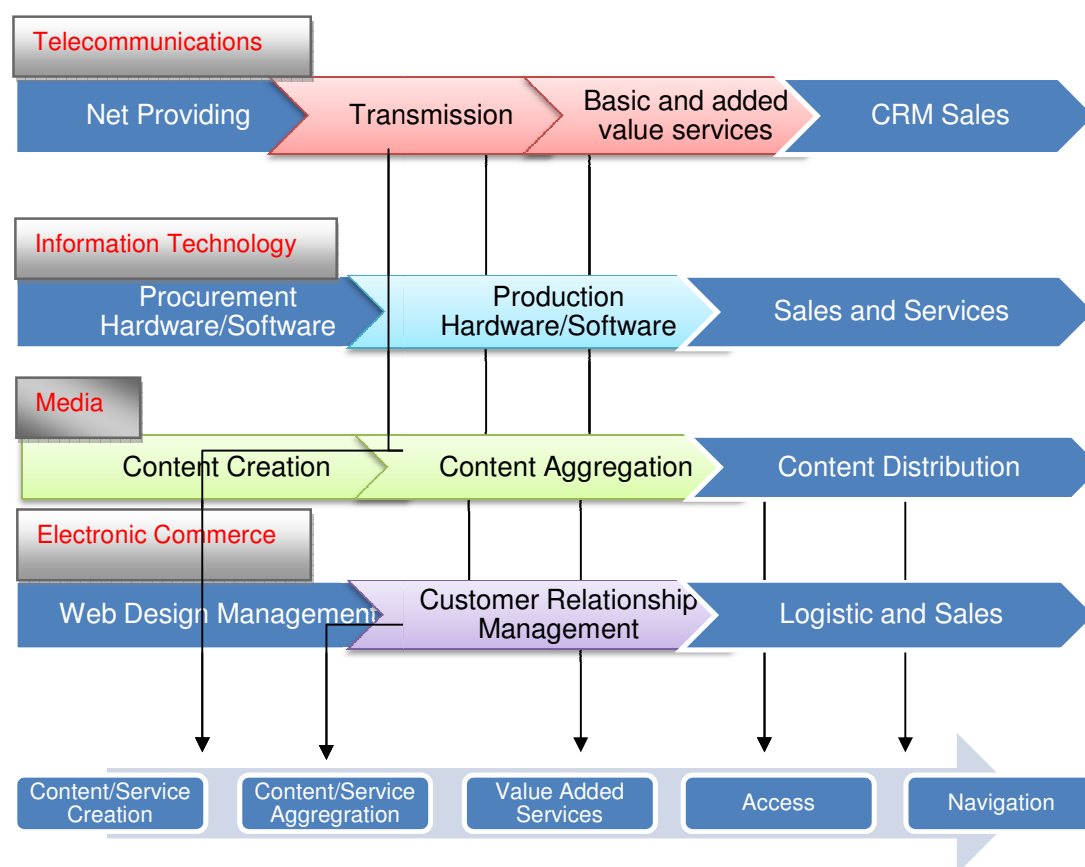 Telecommunications
Net Providing
Transmission
Basic and added
value services
CRM Sales
Information Technology
Procurement
Hardware/Software
Production
Hardware/Software
Sales and Services
Media
Content Creation
Content Aggregation
Content Distribution
Electronic Commerce
Web Design Management
Customer Relationship
Management
Logistic and Sales
Content/Service
Creation
Content/Service
Aggregration
Value Added
Services
Access
Navigation